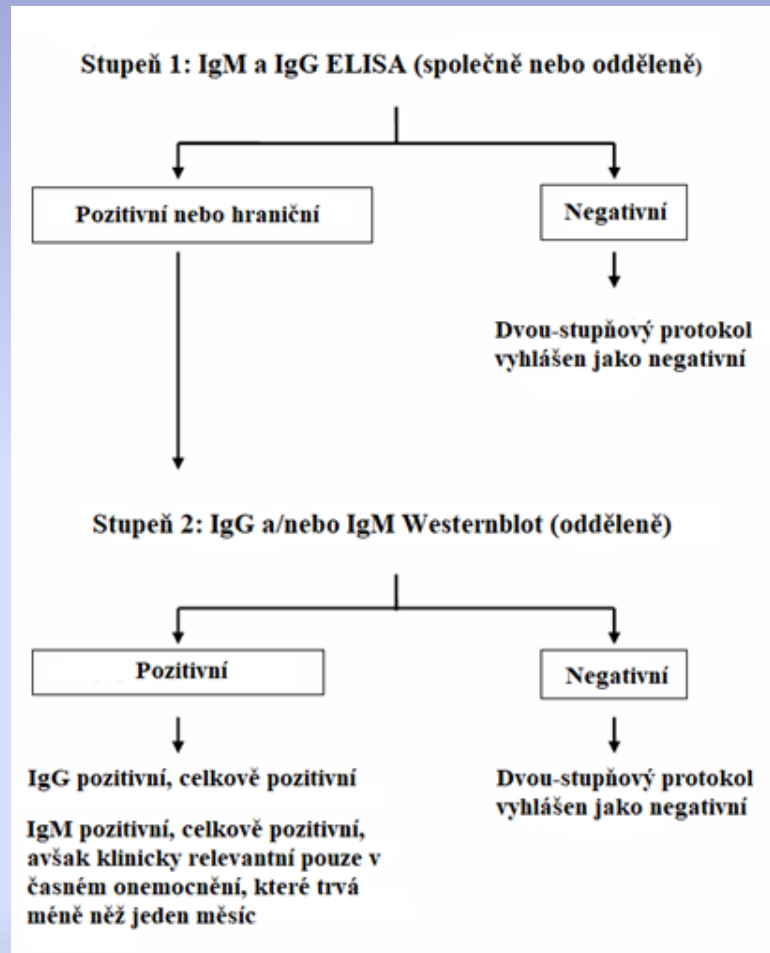 Stupeň 1: IgM a IgG ELISA (společně nebo odděleně)
Pozitivní nebo hraniční
Negativní
Dvou-stupňový protokol
vyhlášen jako negativní
Stupeň 2: IgG a/nebo IgM Westernblot (odděleně)
Pozitivní
Negativní
IgG pozitivní, celkově pozitivní
IgM pozitivní, celkově pozitivní,
avšak klinicky relevantní pouze v
časném onemocnění, které trvá
méně něž jeden měsíc
Dvou-stupňový protokol
vyhlášen jako negativní